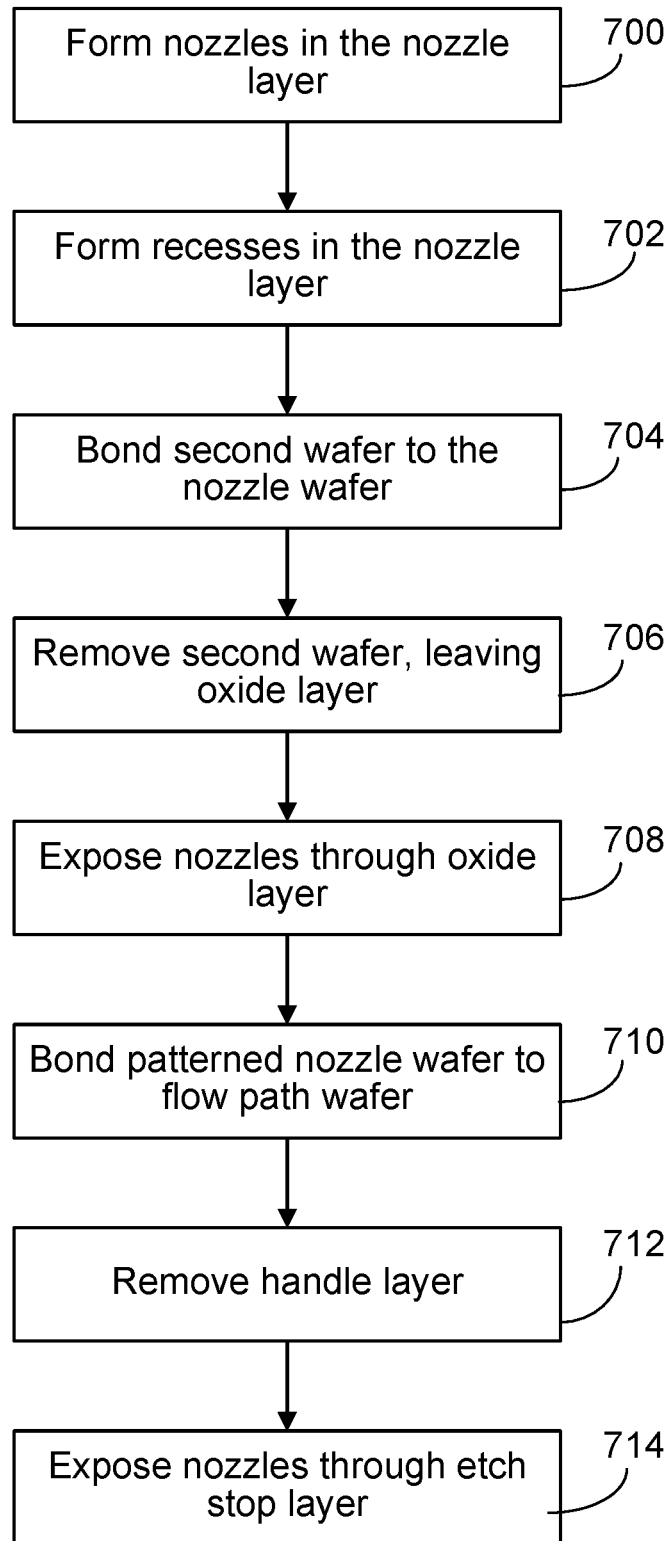 Form nozzles in the nozzle
layer
700
Form recesses in the nozzle
layer
702
Bond second wafer to the
nozzle wafer
704
Remove second wafer, leaving
oxide layer
706
Expose nozzles through oxide
layer
708
Bond patterned nozzle wafer to
flow path wafer
710
Remove handle layer
712
Expose nozzles through etch
stop layer
714